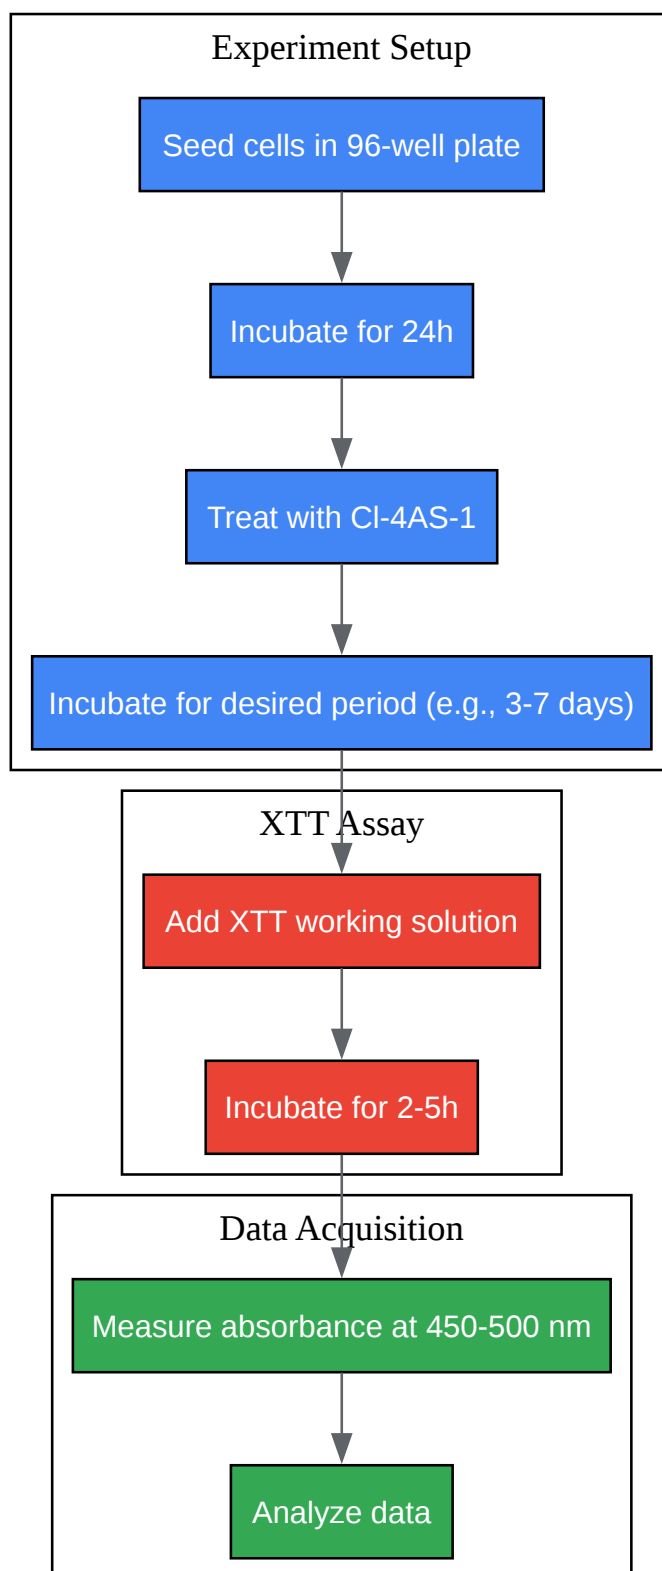 Experiment Setup
Seed cells in 96-well plate
Incubate for 24h
Treat with Cl-4AS-1
Incubate for desired period (e.g., 3-7 days)
XTT Assay
Add XTT working solution
Incubate for 2-5h
Data Acquisition
Measure absorbance at 450-500 nm
Analyze data